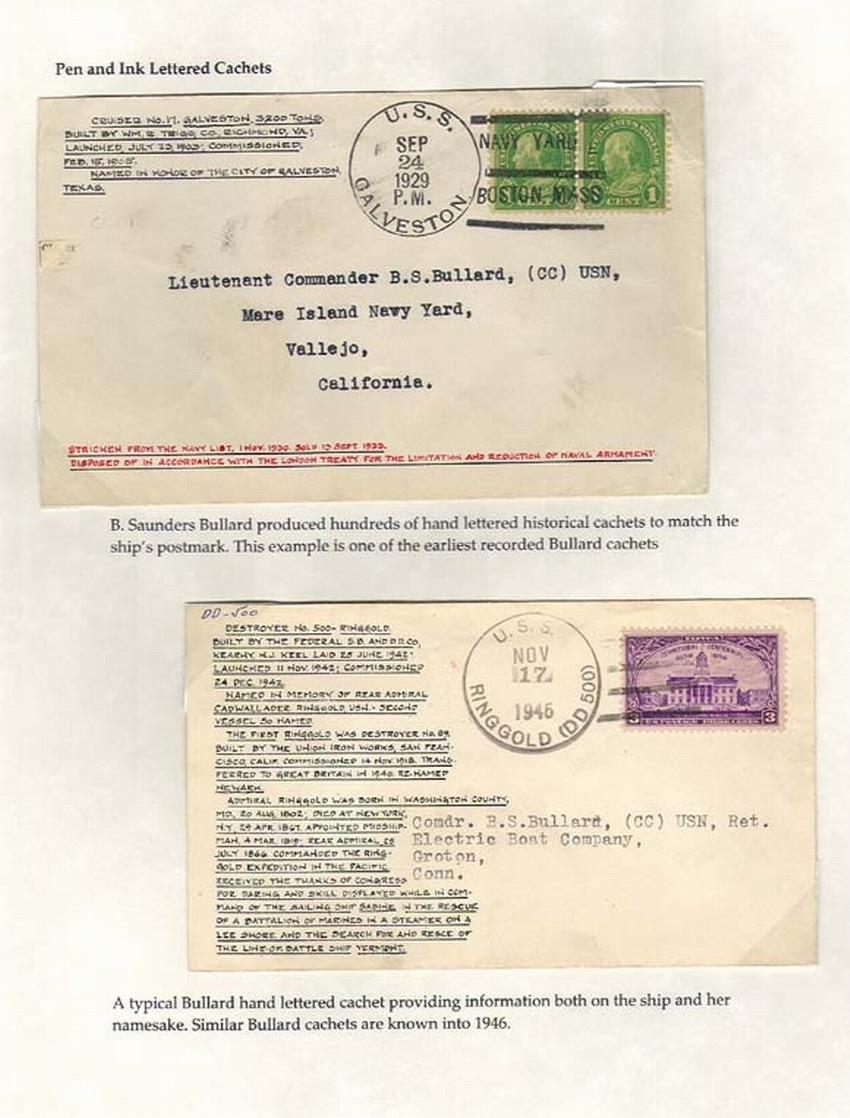 Pen and Ink Lettered Cachets
CRUISER NO. 17. GALVESTON, 3200 TONS.
BUILT BY WM. R. TRIGG CO., RICHMOND, VA;
LAUNCHED, JULY 23, 1903; COMMISSIONED,
FEB. 15, 1905.
NAMED IN HONOR OF THE CITY OF GALVESTON,
TEXAS.
U.S.S.
SEP
24
1929
P.M.
GALVESTON
NAVY YARD
BOSTON MASS
CENT 1
Lieutenant Commander B.S.Bullard, (CC) USN,
Mare Island Navy Yard,
Vallejo,
California.
STRICKEN FROM THE NAVY LIST, 1 NOV. 1930. SOLD 13 SEPT. 1933.
DISPOSED OF IN ACCORDANCE WITH THE LONDON TREATY FOR THE LIMITATION AND REDUCTION OF NAVAL ARMAMENT.
B. Saunders Bullard produced hundreds of hand lettered historical cachets to match the
ship's postmark. This example is one of the earliest recorded Bullard cachets
DD-500
DESTROYER NO. 500- RINGGOLD.
BUILT BY THE FEDERAL S.B. AND D.D.CO,
KEARNY, N.J. KEEL LAID 25 JUNE 1942-
LAUNCHED 11 NOV. 1942; COMMISSIONED
24 DEC. 1942.
NAMED IN MEMORY OF REAR ADMIRAL
CADWALLADER RINGGOLD USN.- SECOND
VESSEL SO NAMED.
THE FIRST RINGGOLD WAS DESTROYER NO. 89.
BUILT BY THE UNION IRON WORKS, SAN FRAN-
CISCO, CALIF. COMMISSIONED 14 NOV. 1918. TRANS-
FERRED TO GREAT BRITAIN IN 1940. RE-NAMED
NEWARK.
ADMIRAL RINGGOLD WAS BORN IN WASHINGTON COUNTY,
MD., 20 AUG. 1802; DIED AT NEW YORK,
N.Y. 29 APR. 1867. APPOINTED MIDSHIP-
MAN, 4 MAR. 1819; REAR ADMIRAL 25
JULY 1866. COMMANDED THE RING-
GOLD EXPEDITION IN THE PACIFIC.
RECEIVED THE THANKS OF CONGRESS
FOR DARING AND SKILL DISPLAYED WHILE IN COM-
MAND OF THE SAILING SHIP SABINE IN THE RESCUE
OF A BATTALION OF MARINES IN A STEAMER ON A
LEE SHORE, AND THE SEARCH FOR AND RESCE OF
THE LINE-OF-BATTLE SHIP VERMONT.
U.S.S.
NOV
17
1945
RINGGOLD (DD 500)
IOWA
TERRITORIAL CENTENNIAL
1838 1938
3 3
Comdr. B.S.Bullard, (CC) USN, Ret.
Electric Boat Company,
Groton,
Conn.
A typical Bullard hand lettered cachet providing information both on the ship and her
namesake. Similar Bullard cachets are known into 1946.